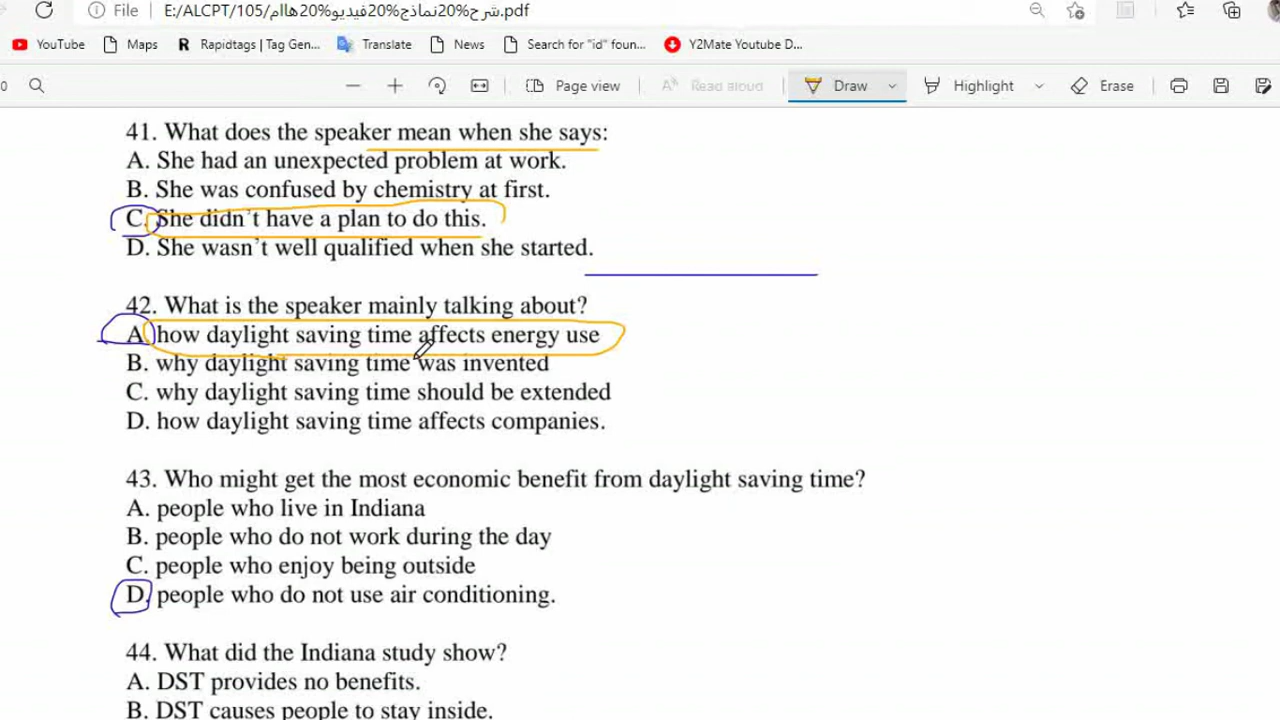 File E:/ALCPT/105/شرح%20نماذج%20فيديو%20هاام.pdf
YouTube Maps Rapidtags | Tag Gen... Translate News Search for "id" foun... Y2Mate Youtube D...
0 Page view Read aloud Draw Highlight Erase
41. What does the speaker mean when she says:
A. She had an unexpected problem at work.
B. She was confused by chemistry at first.
C. She didn't have a plan to do this.
D. She wasn't well qualified when she started.
42. What is the speaker mainly talking about?
A how daylight saving time affects energy use
B. why daylight saving time was invented
C. why daylight saving time should be extended
D. how daylight saving time affects companies.
43. Who might get the most economic benefit from daylight saving time?
A. people who live in Indiana
B. people who do not work during the day
C. people who enjoy being outside
D. people who do not use air conditioning.
44. What did the Indiana study show?
A. DST provides no benefits.
B. DST causes people to stay inside.